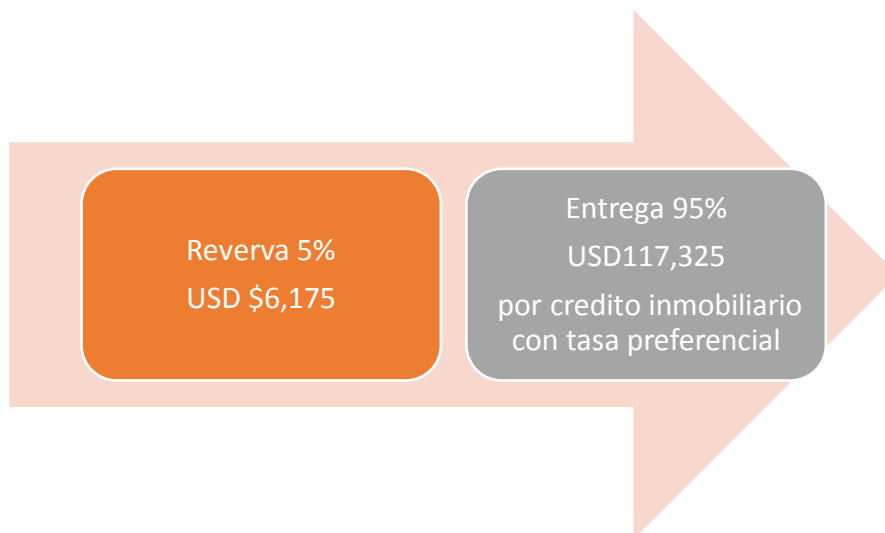 Reverva 5%
USD $6,175
Entrega 95%
USD117,325
por credito inmobiliario
con tasa preferencial